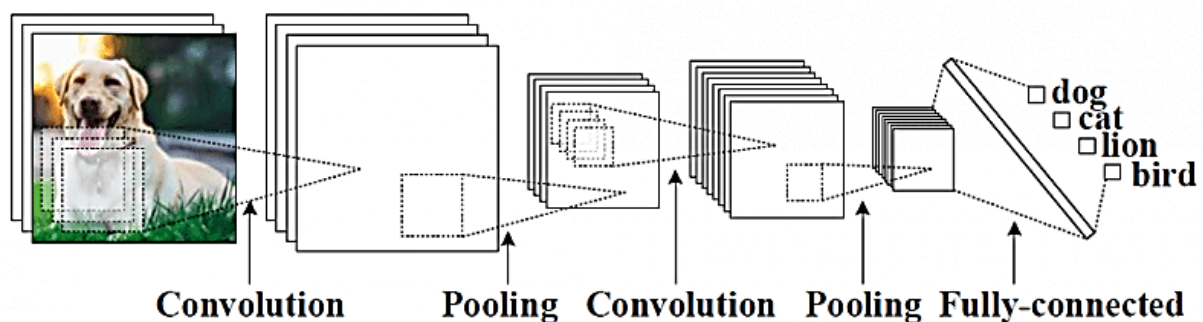 dog
cat
lion
bird
Convolution Pooling Convolution Pooling Fully-connected